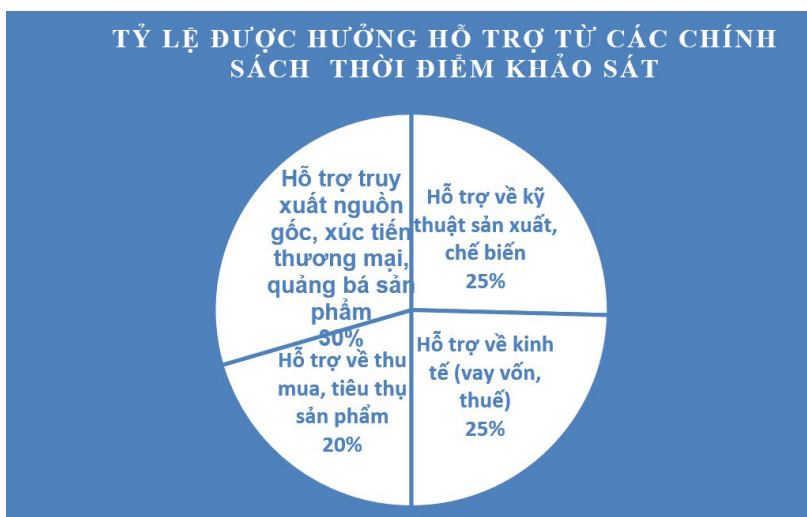 TỶ LỆ ĐƯỢC HƯỞNG HỖ TRỢ TỪ CÁC CHÍNH
SÁCH THỜI ĐIỂM KHẢO SÁT
Hỗ trợ truy
xuất nguồn
gốc, xúc tiến
thương mại,
quảng bá sản
phẩm
30%
Hỗ trợ về kỹ
thuật sản xuất,
chế biến
25%
Hỗ trợ về thu
mua, tiêu thụ
sản phẩm
20%
Hỗ trợ về kinh
tế (vay vốn,
thuế)
25%